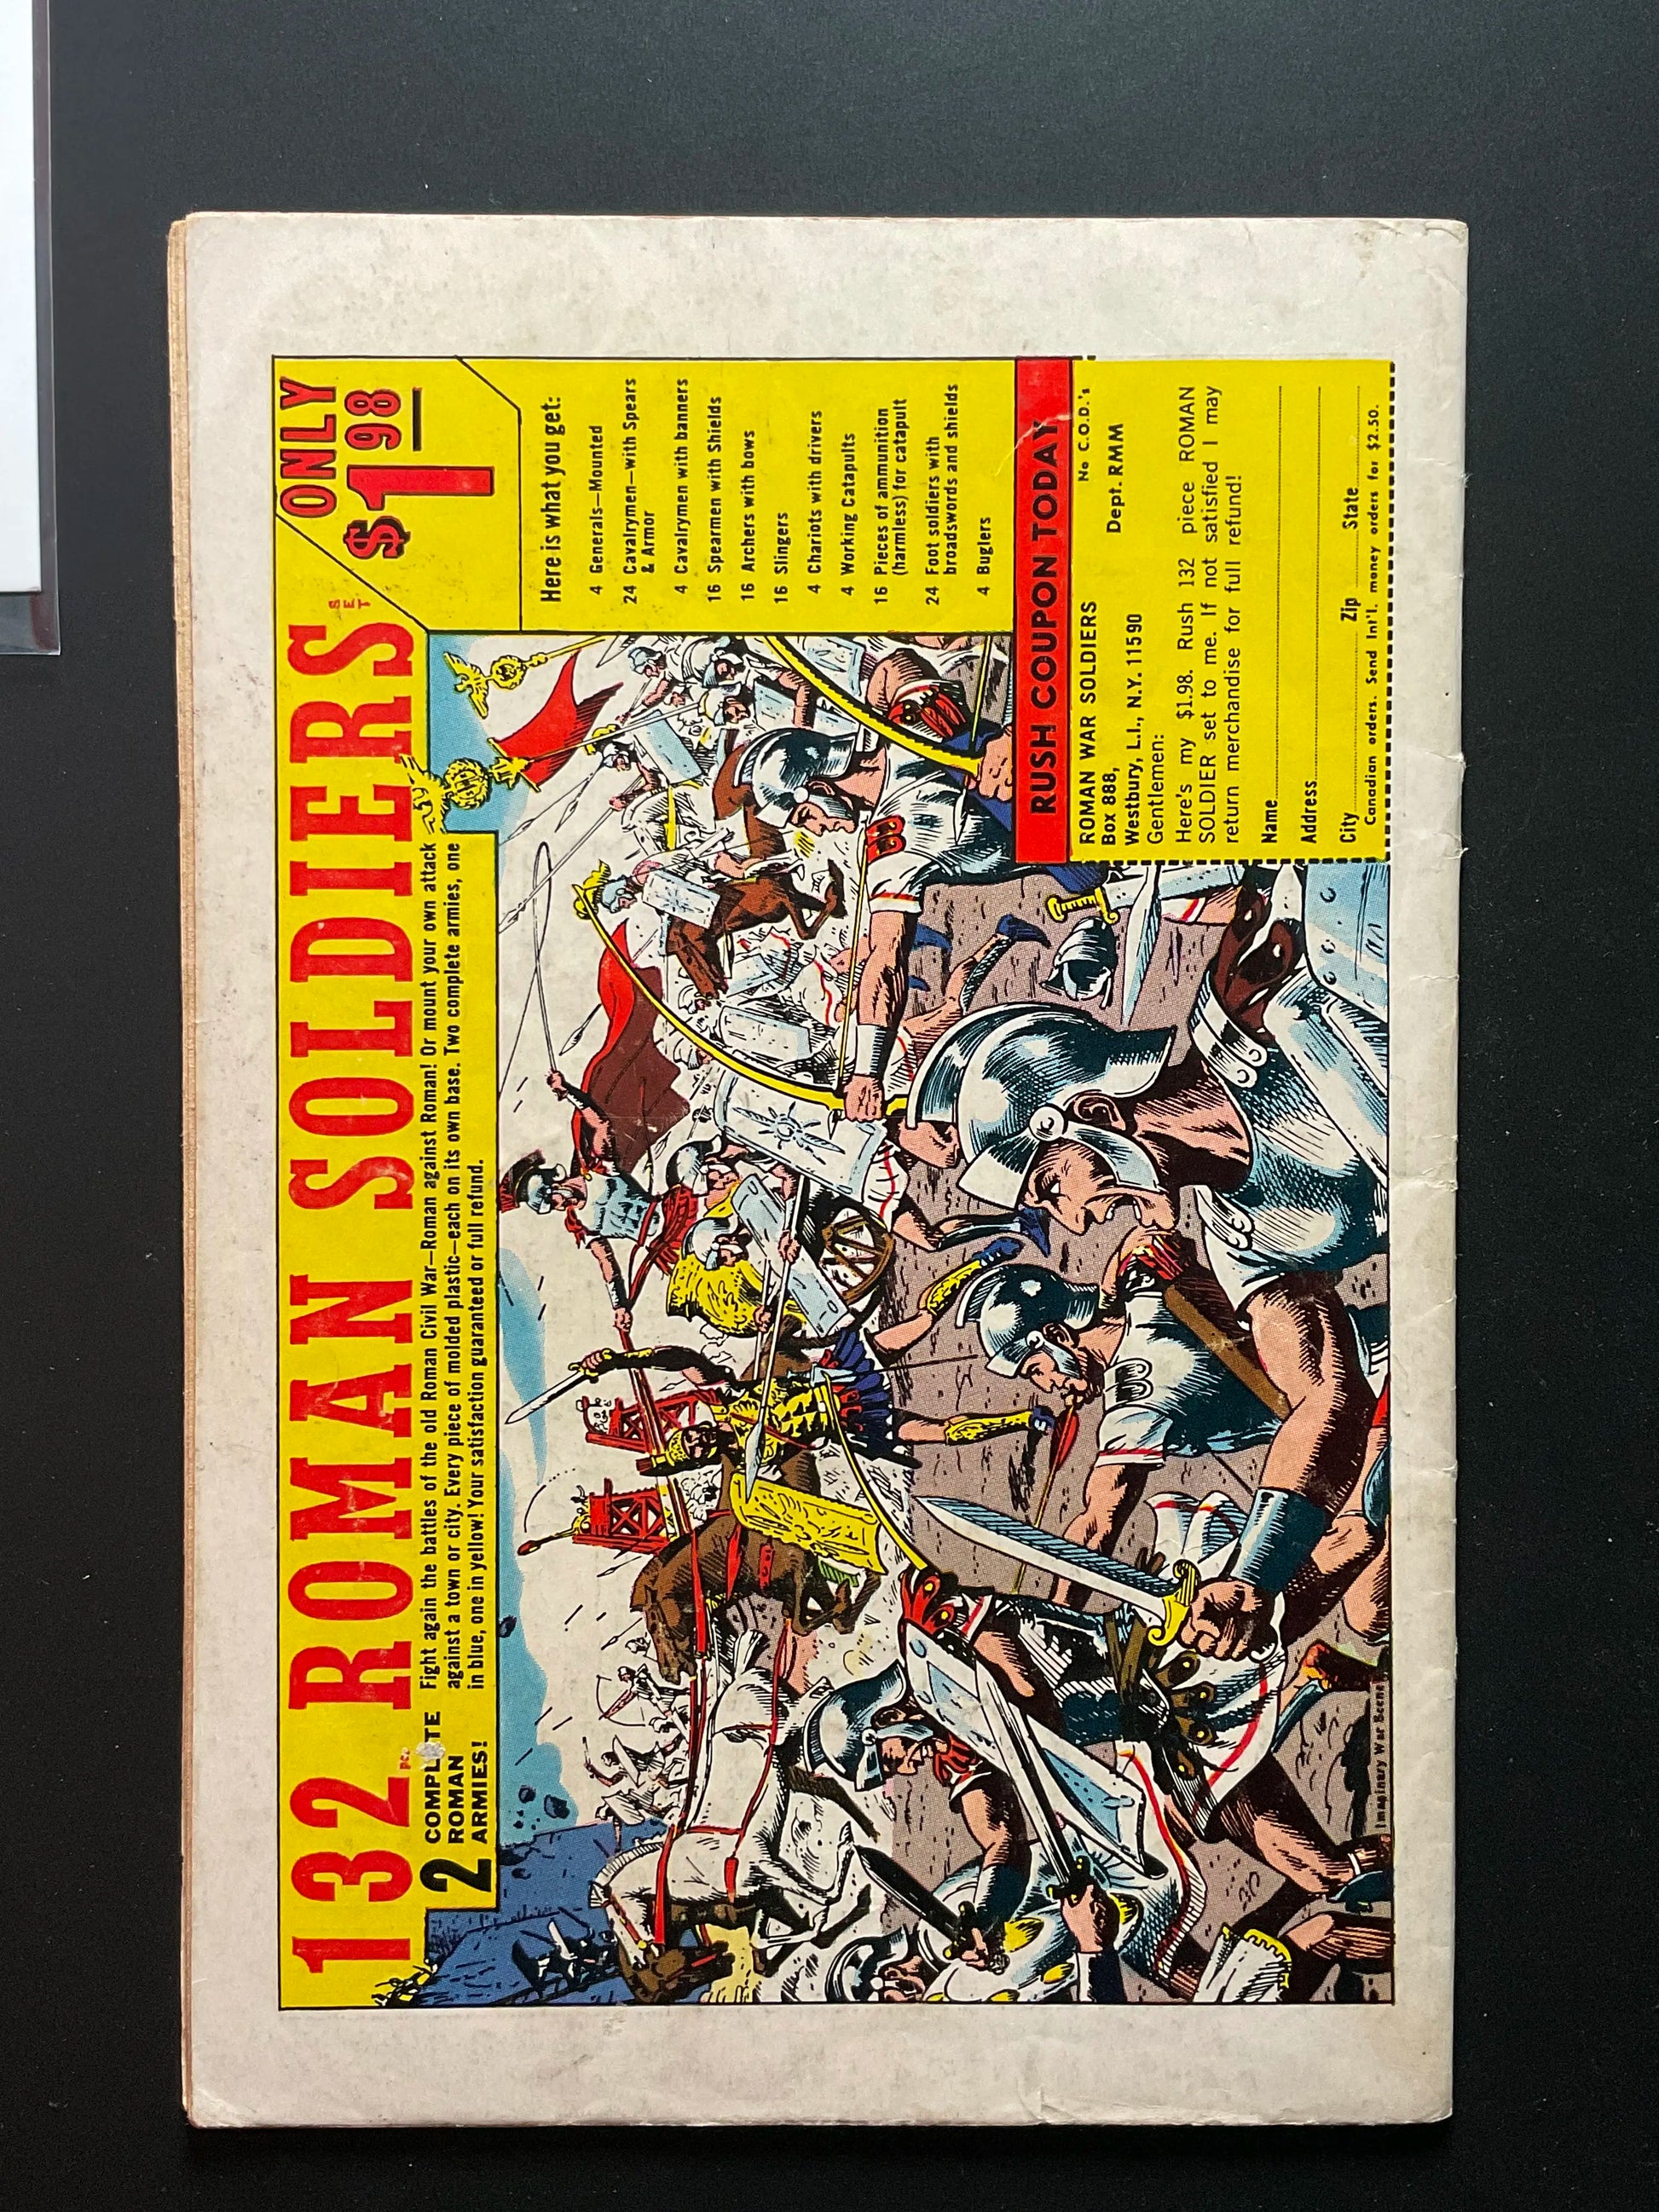 132 PC. ROMAN SOLDIERS SET
ONLY
$1 98
2 COMPLETE
ROMAN
ARMIES!
Fight again the battles of the old Roman Civil War—Roman against Roman! Or mount your own attack
against a town or city. Every piece of molded plastic—each on its own base. Two complete armies, one
in blue, one in yellow! Your satisfaction guaranteed or full refund.
Here is what you get:
4 Generals—Mounted
24 Cavalrymen—with Spears
& Armor
4 Cavalrymen with banners
16 Spearmen with Shields
16 Archers with bows
16 Slingers
4 Chariots with drivers
4 Working Catapults
16 Pieces of ammunition
(harmless) for catapult
24 Foot soldiers with
broadswords and shields
4 Buglers
RUSH COUPON TODAY
ROMAN WAR SOLDIERS No C.O.D.'s
Box 888,
Westbury, L.I., N.Y. 11590 Dept. RMM
Gentlemen:
Here's my $1.98. Rush 132 piece ROMAN
SOLDIER set to me. If not satisfied I may
return merchandise for full refund!
Name
Address
City Zip State
Canadian orders. Send Int'l. money orders for $2.50.
Imaginary War Scene